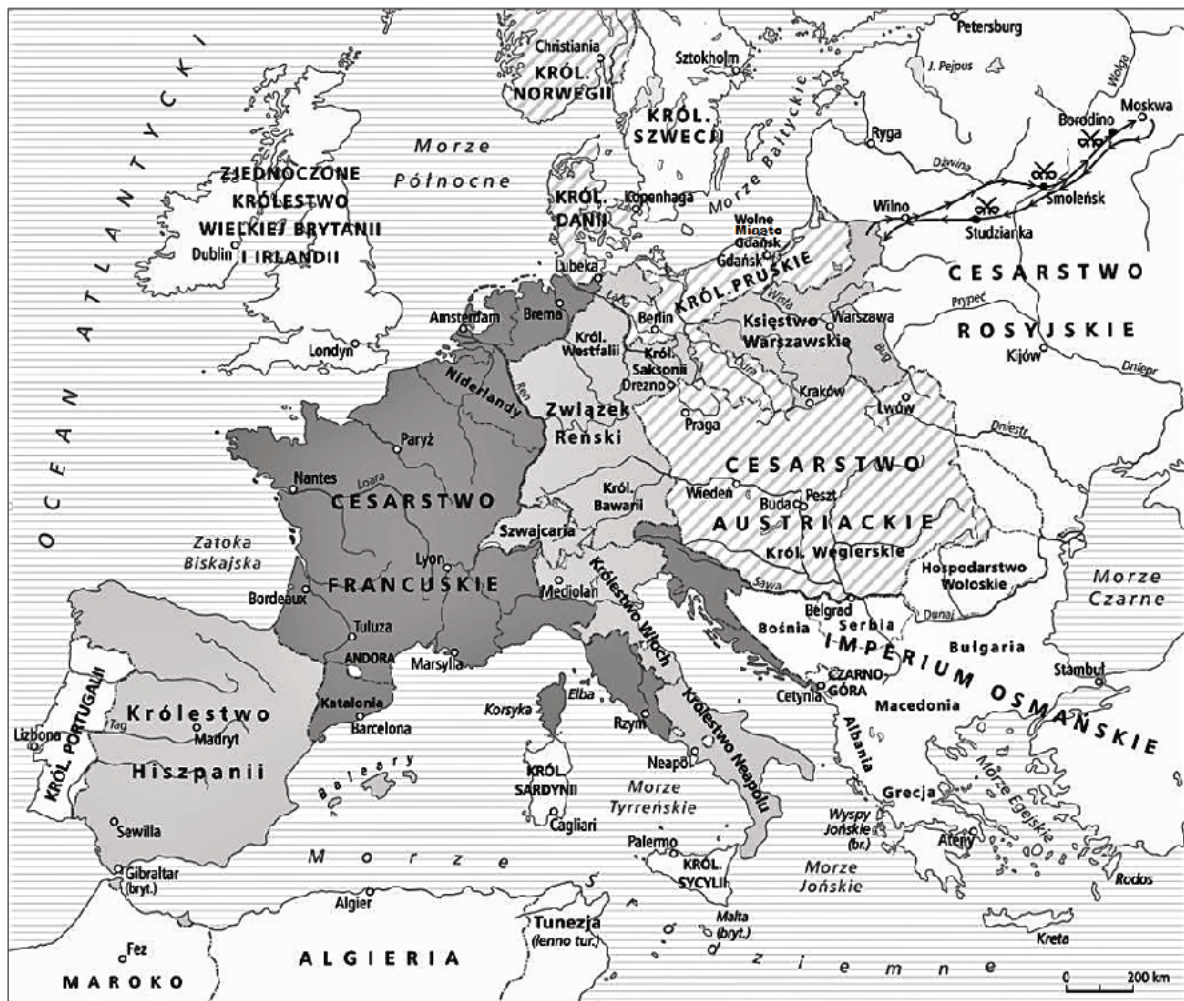 OCEAN ATLANTYCKI
Christiania
KRÓL.
NORWEGII
Sztokholm
KRÓL.
SZWECJI
Petersburg
J. Pejpus
Wołga
Moskwa
Borodino
Ryga
Dźwina
Smoleńsk
Wilno
Studzianka
Morze
Północne
Morze Bałtyckie
ZJEDNOCZONE
KRÓLESTWO
WIELKIEJ BRYTANII
I IRLANDII
Dublin
Londyn
KRÓL.
DANII
Kopenhaga
Lubeka
Wolne
Miasto
Gdańsk
Gdańsk
KRÓL. PRUSKIE
CESARSTWO
ROSYJSKIE
Prypeć
Kijów
Dniepr
Dniestr
Amsterdam
Brema
Łaba
Berlin
Wisła
Księstwo
Warszawskie
Warszawa
Bug
Król.
Westfalii
Król.
Saksonii
Drezno
Odra
Kraków
Lwów
Niderlandy
Ren
Związek
Reński
Praga
Paryż
Nantes
Loara
CESARSTWO
FRANCUSKIE
Król.
Bawarii
Szwajcaria
CESARSTWO
AUSTRIACKIE
Wiedeń
Buda
Peszt
Król. Węgierskie
Zatoka
Biskajska
Lyon
Bordeaux
Mediolan
Królestwo Włoch
Sawa
Belgrad
Hospodarstwo
Wołoskie
Dunaj
Morze
Czarne
Tuluza
ANDORA
Marsylia
Bośnia
Serbia
Bułgaria
IMPERIUM OSMAŃSKIE
Stambuł
KRÓL. PORTUGALII
Lizbona
Tag
Królestwo
Hiszpanii
Madryt
Katalonia
Barcelona
Korsyka
Elba
Rzym
Cetynia
CZARNO-
GÓRA
Macedonia
Albania
Sewilla
Gibraltar
(bryt.)
Baleary
KRÓL.
SARDYNII
Cagliari
Neapol
Królestwo Neapolu
Morze
Tyrreńskie
Palermo
KRÓL.
SYCYLII
Grecja
Morze Egejskie
Wyspy
Jońskie
(br.)
Ateny
Morze
Jońskie
Rodos
Kreta
Morze Śródziemne
Malta
(bryt.)
Algier
Tunezja
(lenno tur.)
Fez
MAROKO
ALGIERIA
0 200 km